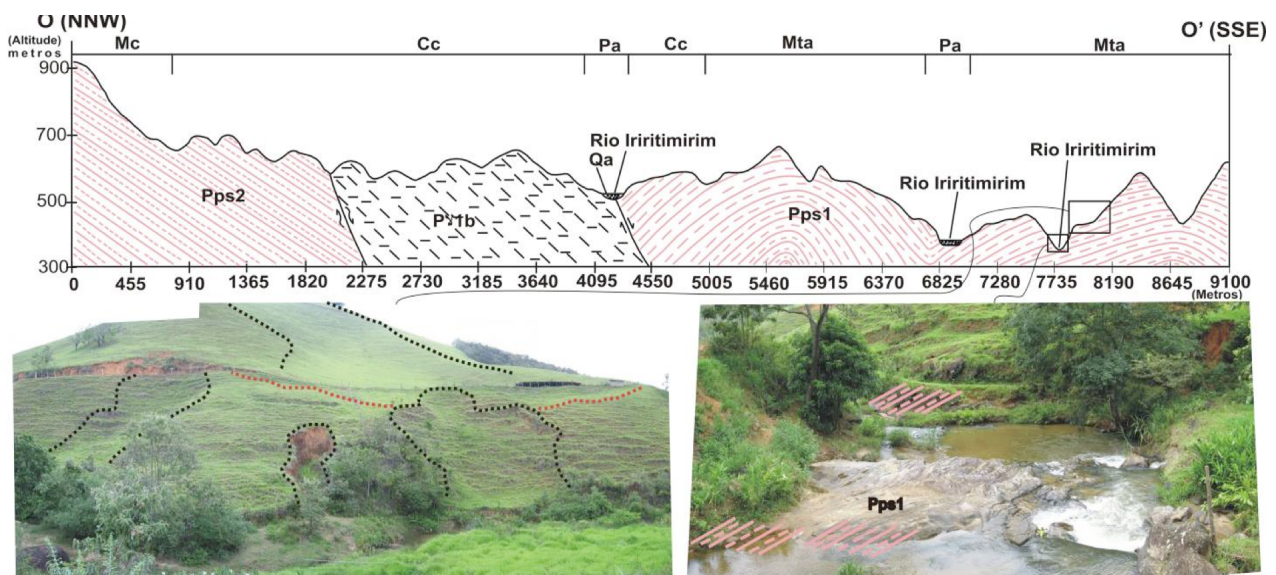 O (NNW)
O' (SSE)
(Altitude)
metros
Mc
Cc
Pa
Cc
Mta
Pa
Mta
900
700
500
300
Rio Iriritimirim
Qa
Rio Iriritimirim
Rio Iriritimirim
Pps2
Pps1
0 455 910 1365 1820 2275 2730 3185 3640 4095 4550 5005 5460 5915 6370 6825 7280 7735 8190 8645 9100
(Metros)
Pps1